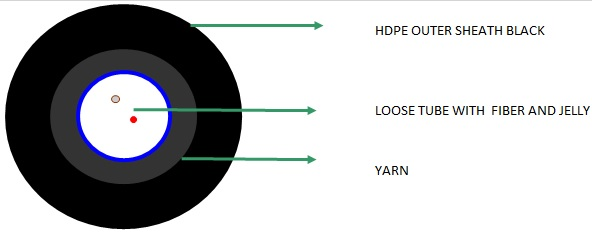 HDPE OUTER SHEATH BLACK
LOOSE TUBE WITH FIBER AND JELLY
YARN